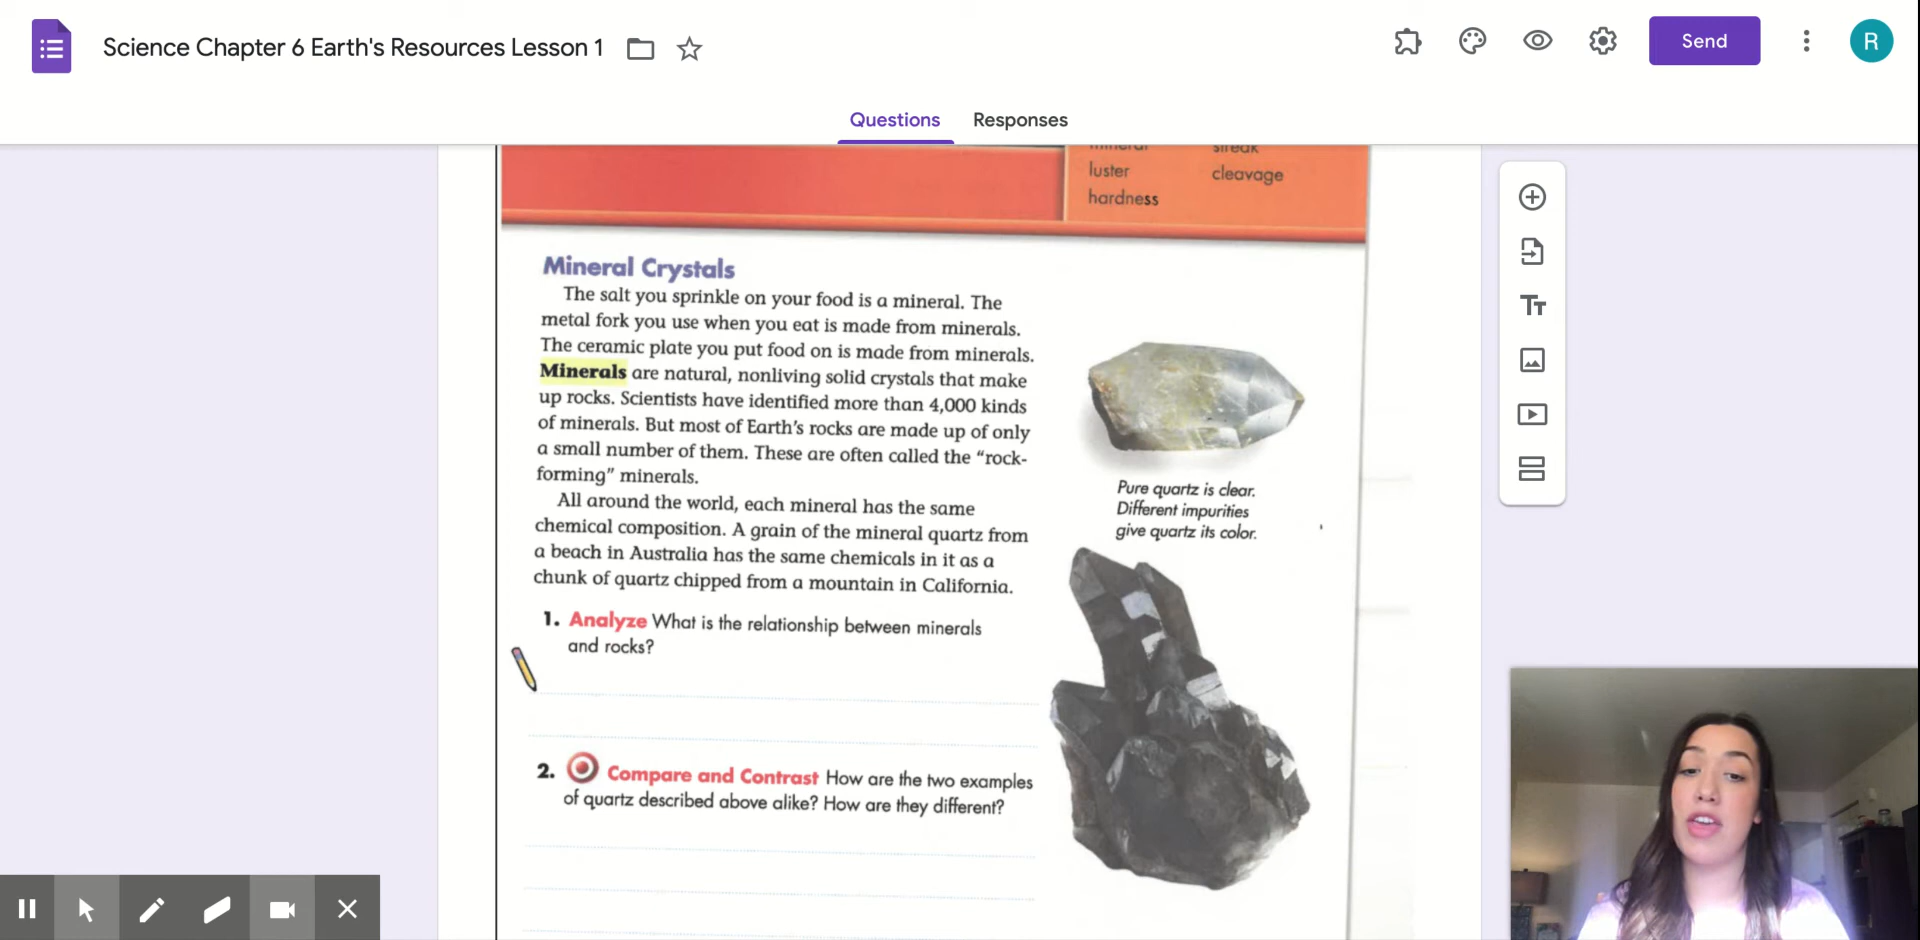 Science Chapter 6 Earth's Resources Lesson 1
Send
R
Questions
Responses
mineral
streak
luster
cleavage
hardness
Mineral Crystals
The salt you sprinkle on your food is a mineral. The
metal fork you use when you eat is made from minerals.
The ceramic plate you put food on is made from minerals.
Minerals are natural, nonliving solid crystals that make
up rocks. Scientists have identified more than 4,000 kinds
of minerals. But most of Earth's rocks are made up of only
a small number of them. These are often called the “rock-
forming” minerals.
All around the world, each mineral has the same
chemical composition. A grain of the mineral quartz from
a beach in Australia has the same chemicals in it as a
chunk of quartz chipped from a mountain in California.
Pure quartz is clear.
Different impurities
give quartz its color.
1. Analyze What is the relationship between minerals
and rocks?
2. Compare and Contrast How are the two examples
of quartz described above alike? How are they different?